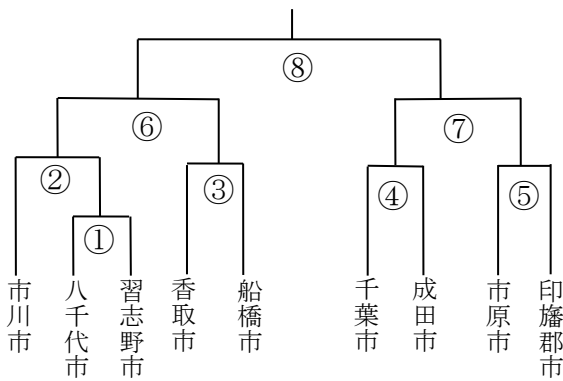 ⑧
⑥
⑦
②
③
④
⑤
①
市川市
八千代市
習志野市
香取市
船橋市
千葉市
成田市
市原市
印旛郡市